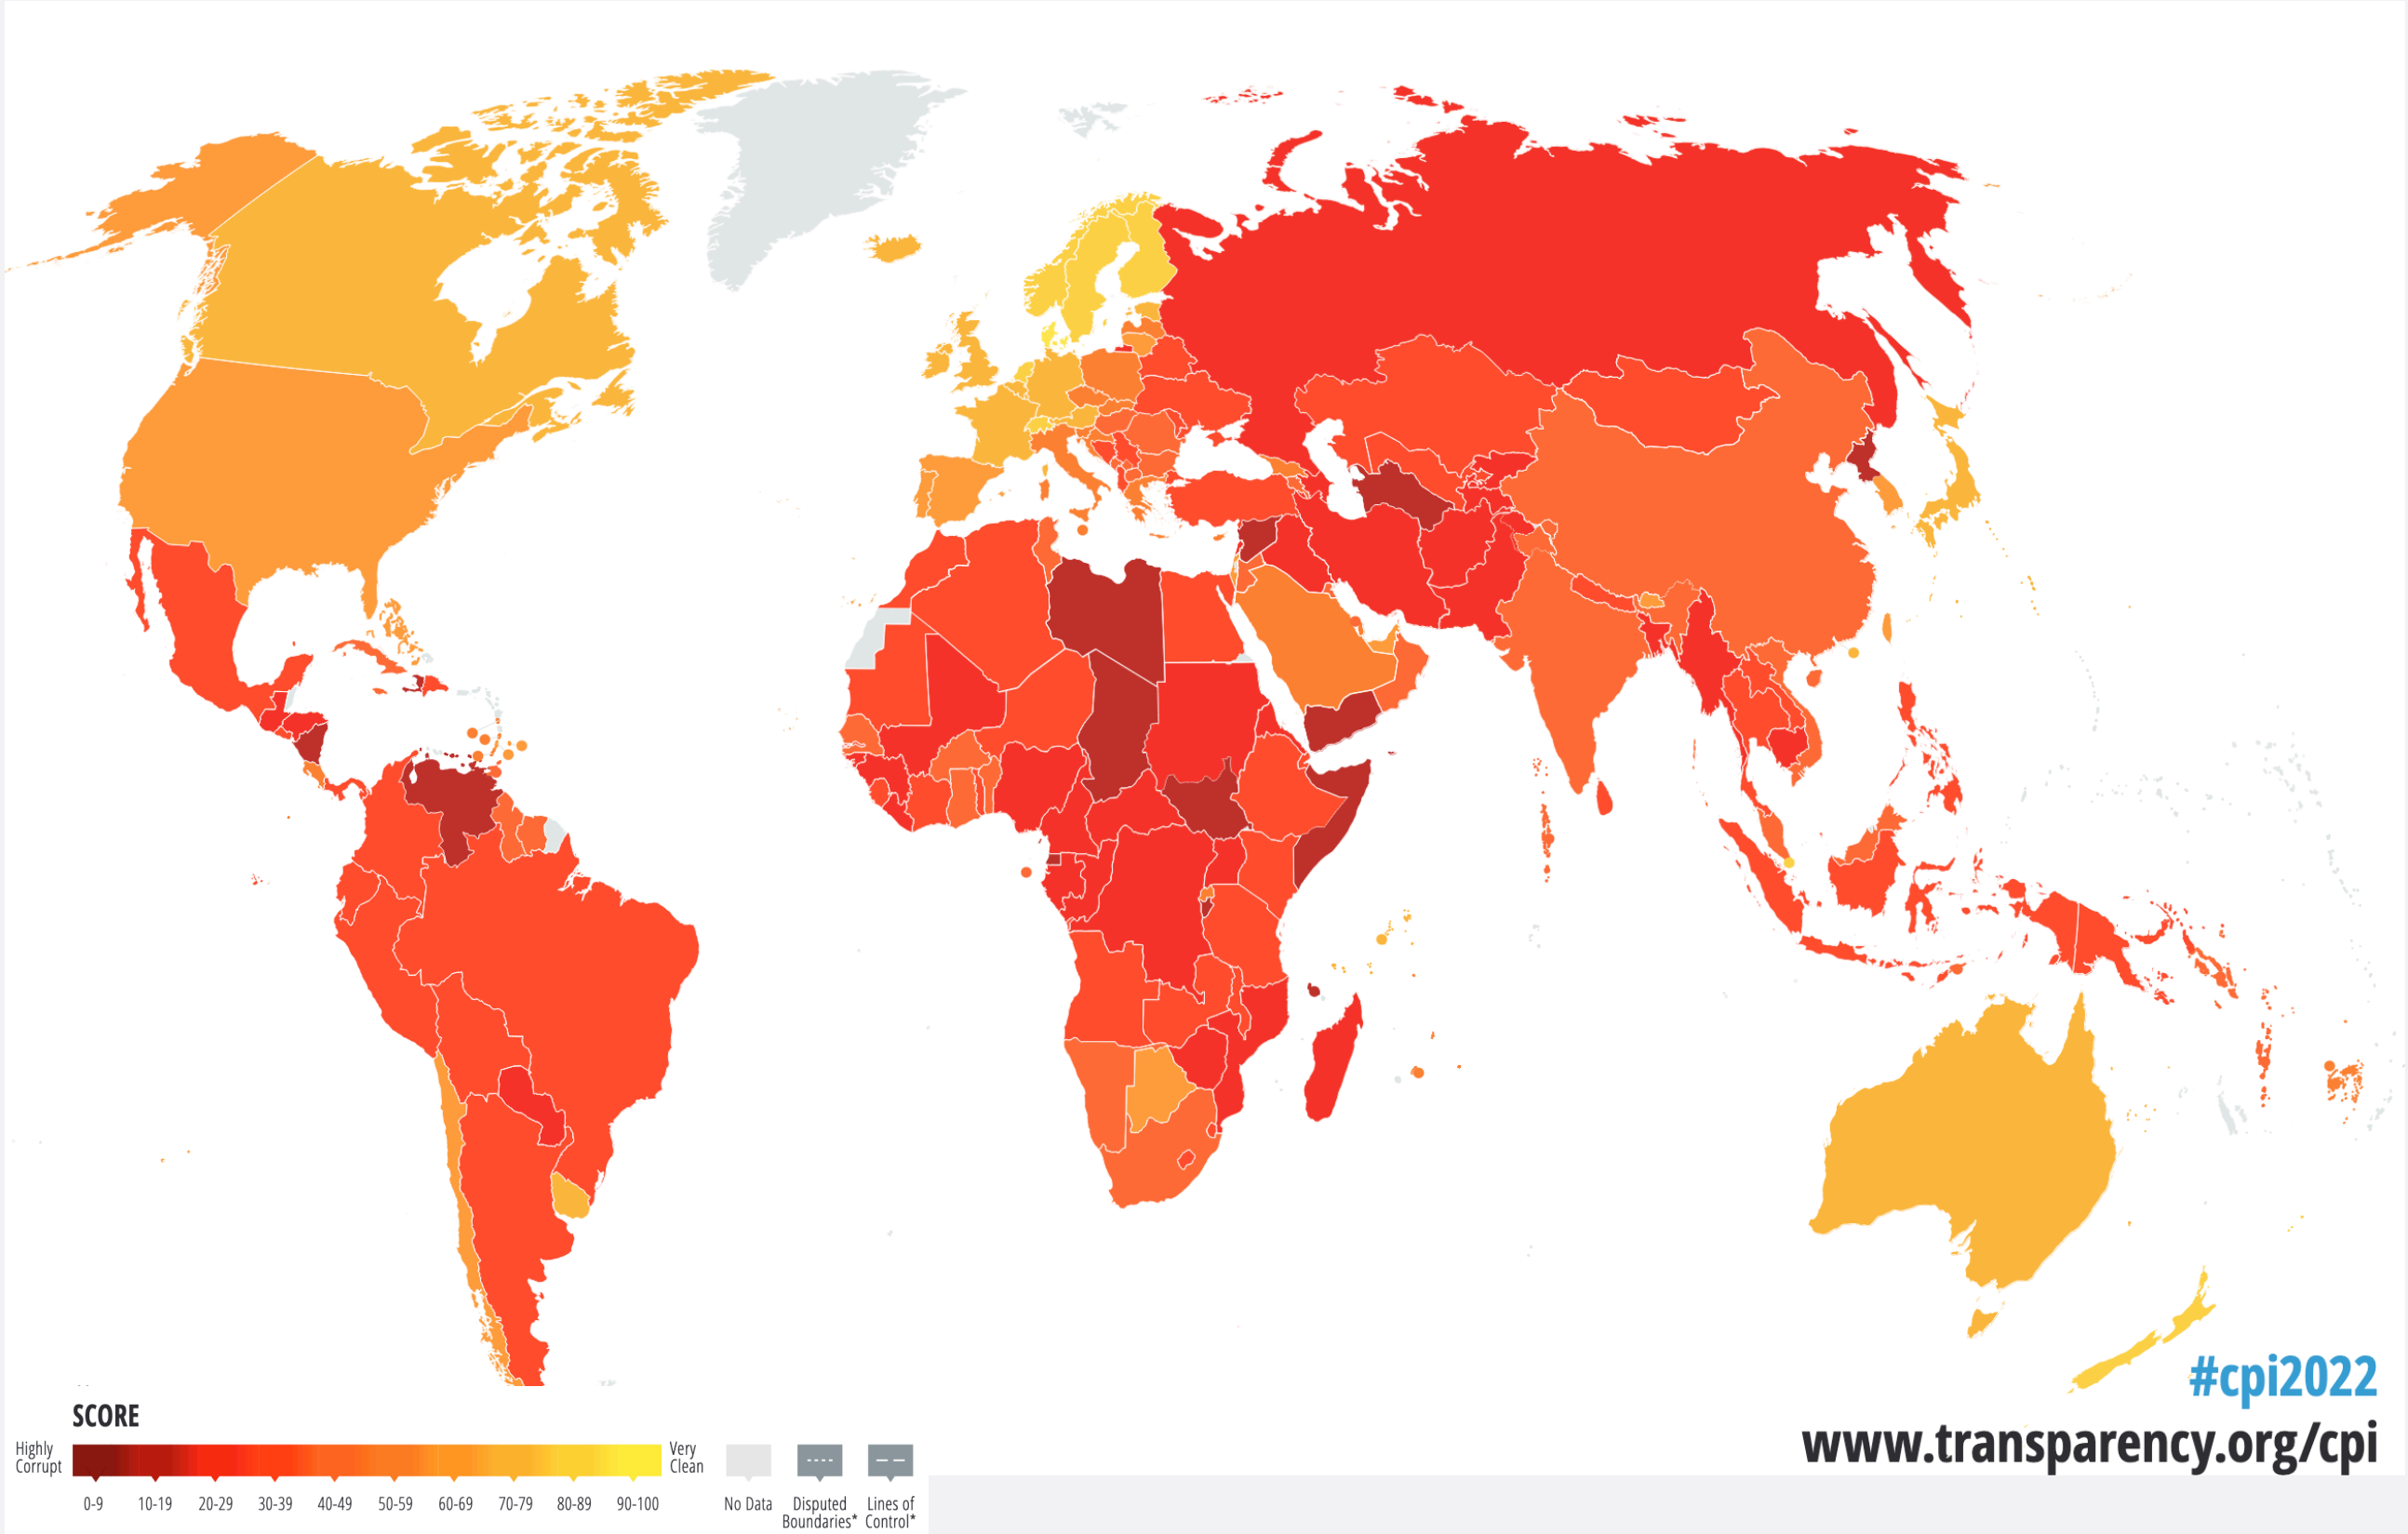 #cpi2022
www.transparency.org/cpi
SCORE
Highly
Corrupt
Very
Clean
0-9 10-19 20-29 30-39 40-49 50-59 60-69 70-79 80-89 90-100
No Data
Disputed
Boundaries*
Lines of
Control*